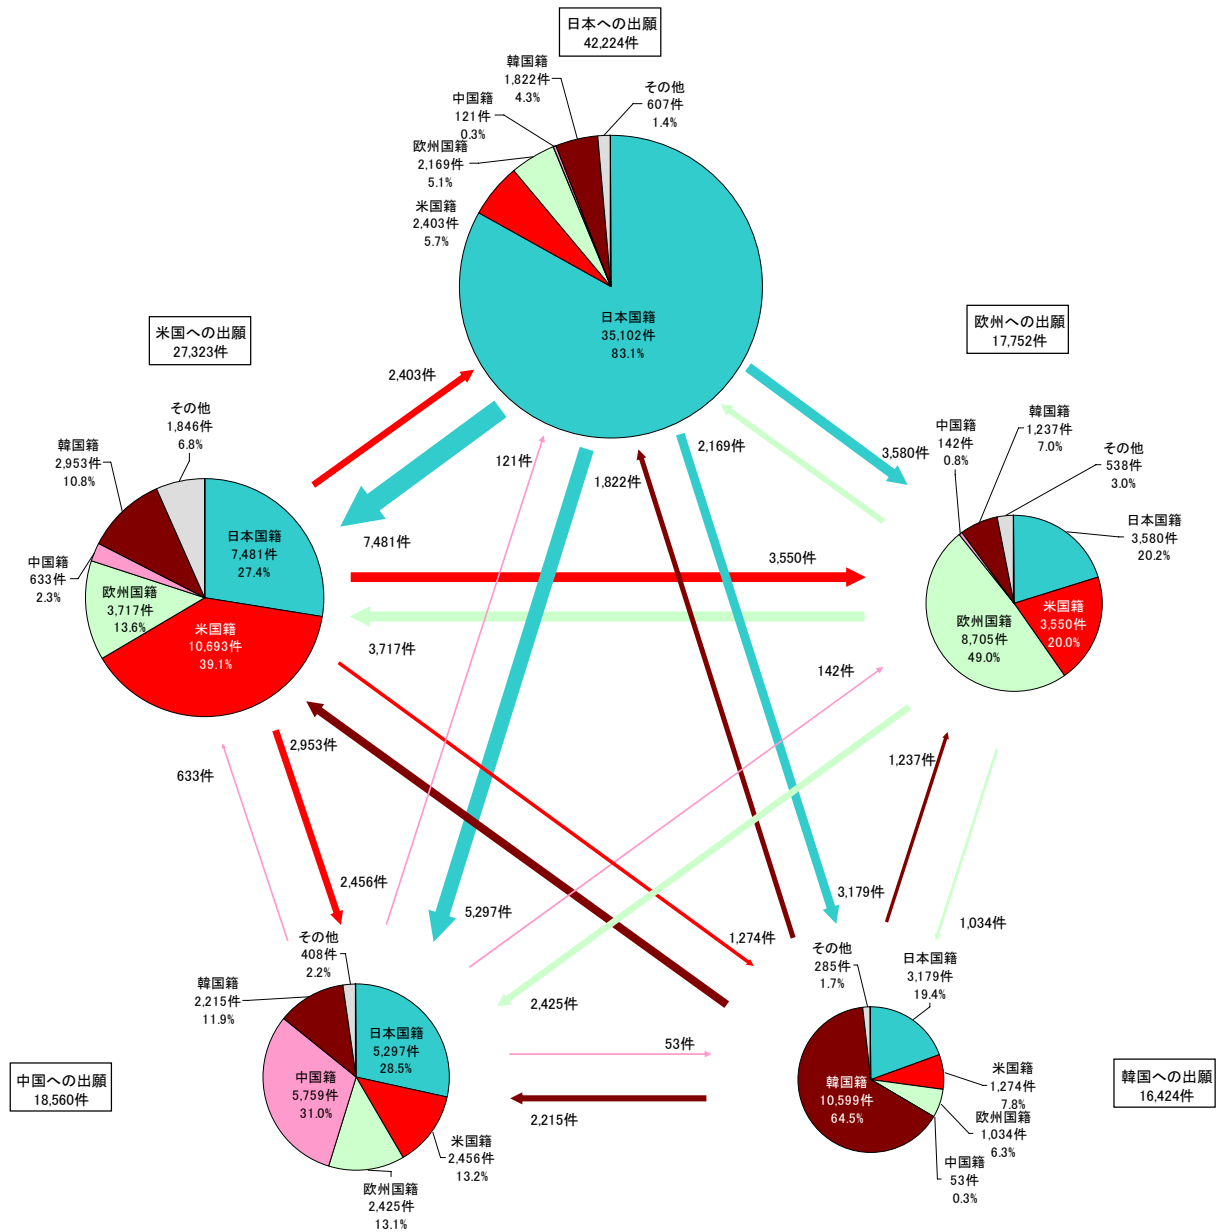 日本への出願
42,224件
韓国籍
1,822件
4.3%
その他
607件
1.4%
中国籍
121件
0.3%
欧州国籍
2,169件
5.1%
米国籍
2,403件
5.7%
日本国籍
35,102件
83.1%
米国への出願
27,323件
欧州への出願
17,752件
2,403件
121件
7,481件
1,822件
2,169件
3,580件
その他
1,846件
6.8%
韓国籍
2,953件
10.8%
中国籍
633件
2.3%
欧州国籍
3,717件
13.6%
日本国籍
7,481件
27.4%
米国籍
10,693件
39.1%
中国籍
142件
0.8%
韓国籍
1,237件
7.0%
その他
538件
3.0%
日本国籍
3,580件
20.2%
米国籍
3,550件
20.0%
欧州国籍
8,705件
49.0%
3,550件
3,717件
142件
2,953件
633件
1,237件
2,456件
5,297件
3,179件
1,274件
1,034件
2,425件
53件
2,215件
その他
408件
2.2%
韓国籍
2,215件
11.9%
日本国籍
5,297件
28.5%
中国籍
5,759件
31.0%
米国籍
2,456件
13.2%
欧州国籍
2,425件
13.1%
中国への出願
18,560件
その他
285件
1.7%
日本国籍
3,179件
19.4%
韓国籍
10,599件
64.5%
米国籍
1,274件
7.8%
欧州国籍
1,034件
6.3%
中国籍
53件
0.3%
韓国への出願
16,424件